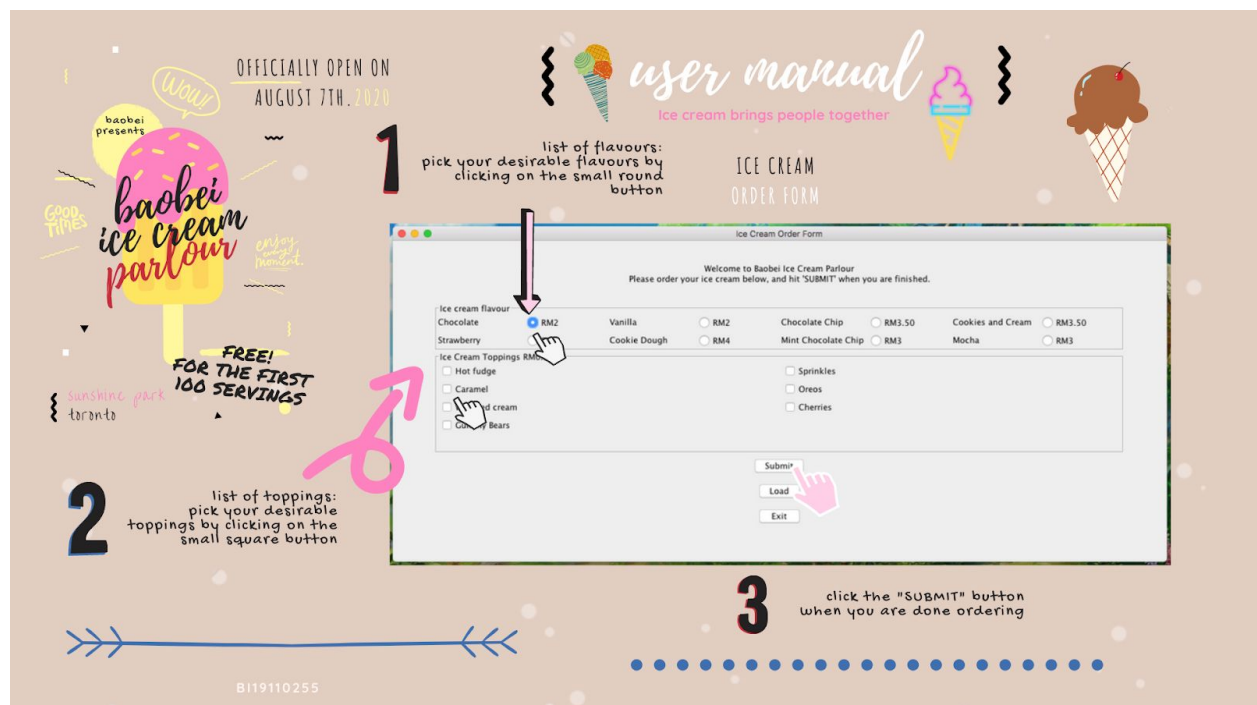 OFFICIALLY OPEN ON
AUGUST 7TH.2020
WOW!
baobei
presents
baobei
ice cream
parlour
GOOD
TIMES
enjoy
every
moment.
FREE!
FOR THE FIRST
100 SERVINGS
sunshine park
toronto
user manual
Ice cream brings people together
ICE CREAM
ORDER FORM
1
list of flavours:
pick your desirable flavours by
clicking on the small round
button
Ice Cream Order Form
Welcome to Baobei Ice Cream Parlour
Please order your ice cream below, and hit 'SUBMIT' when you are finished.
Ice cream flavour
Chocolate RM2 Vanilla RM2 Chocolate Chip RM3.50 Cookies and Cream RM3.50
Strawberry Cookie Dough RM4 Mint Chocolate Chip RM3 Mocha RM3
Ice Cream Toppings
Hot fudge Sprinkles
Caramel Oreos
cream Cherries
Bears
Submit
Load
Exit
2
list of toppings:
pick your desirable
toppings by clicking on the
small square button
3
click the "SUBMIT" button
when you are done ordering
BI19110255